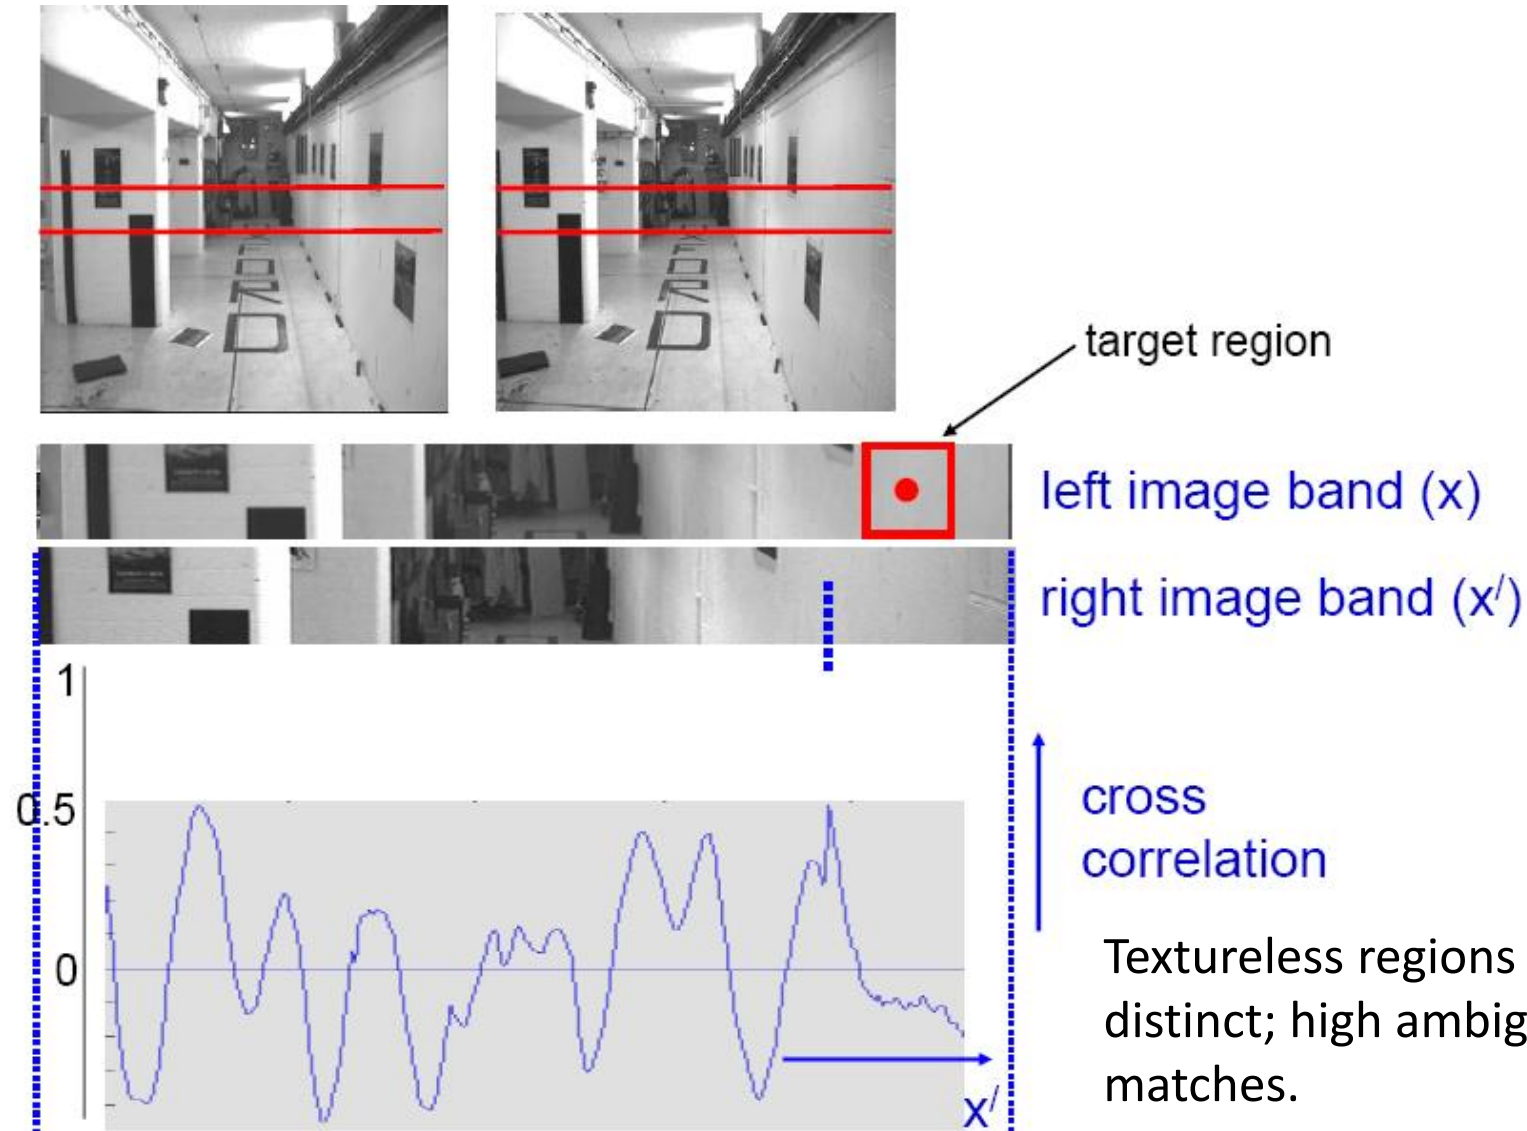 target region
left image band (x)
right image band (x/)
1
0.5
0
cross
correlation
Textureless regions
distinct; high ambig
matches.
x/